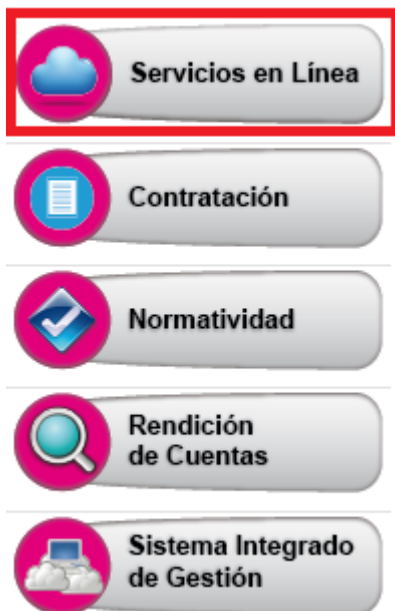 Servicios en Línea
Contratación
Normatividad
Rendición
de Cuentas
Sistema Integrado
de Gestión